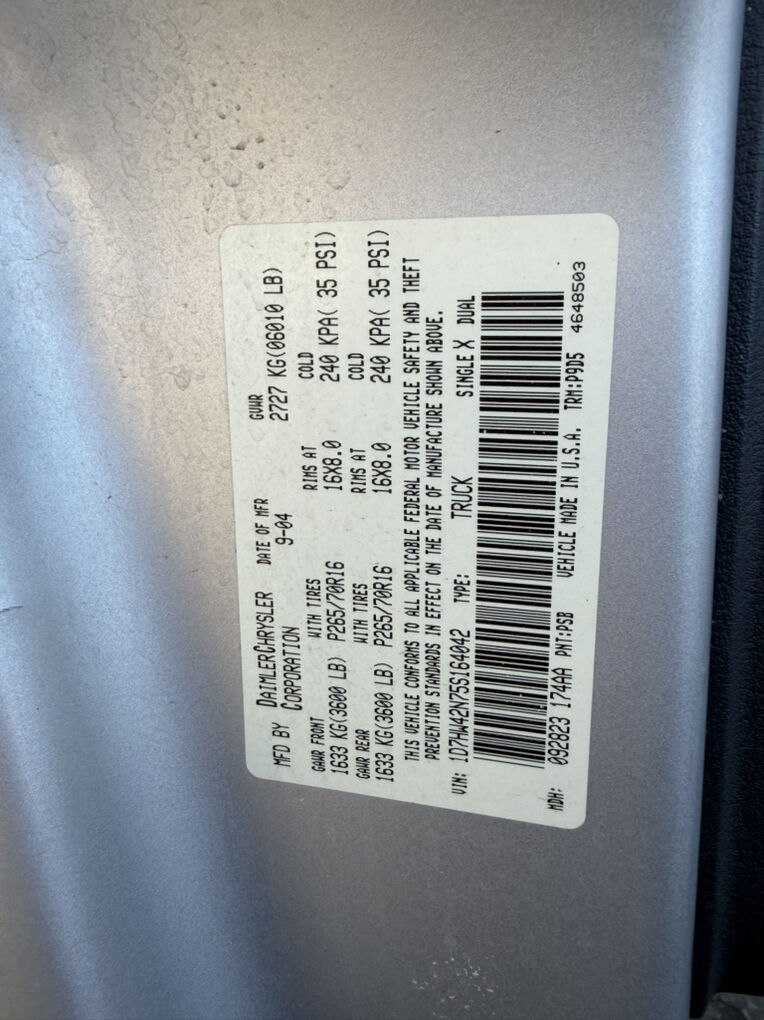 MFD BY DAIMLERCHRYSLER CORPORATION DATE OF MFR 9-04 GVWR 2727 KG(06010 LB)
GAWR FRONT WITH TIRES RIMS AT COLD
1633 KG(3600 LB) P265/70R16 16X8.0 240 KPA( 35 PSI)
GAWR REAR WITH TIRES RIMS AT COLD
1633 KG(3600 LB) P265/70R16 16X8.0 240 KPA( 35 PSI)
THIS VEHICLE CONFORMS TO ALL APPLICABLE FEDERAL MOTOR VEHICLE SAFETY AND THEFT
PREVENTION STANDARDS IN EFFECT ON THE DATE OF MANUFACTURE SHOWN ABOVE.
VIN: 1D7HW42N75S164042 TYPE: TRUCK SINGLE X DUAL
MDH: 092823 174AA PNT:PSB VEHICLE MADE IN U.S.A. TRM:P9D5 4648503